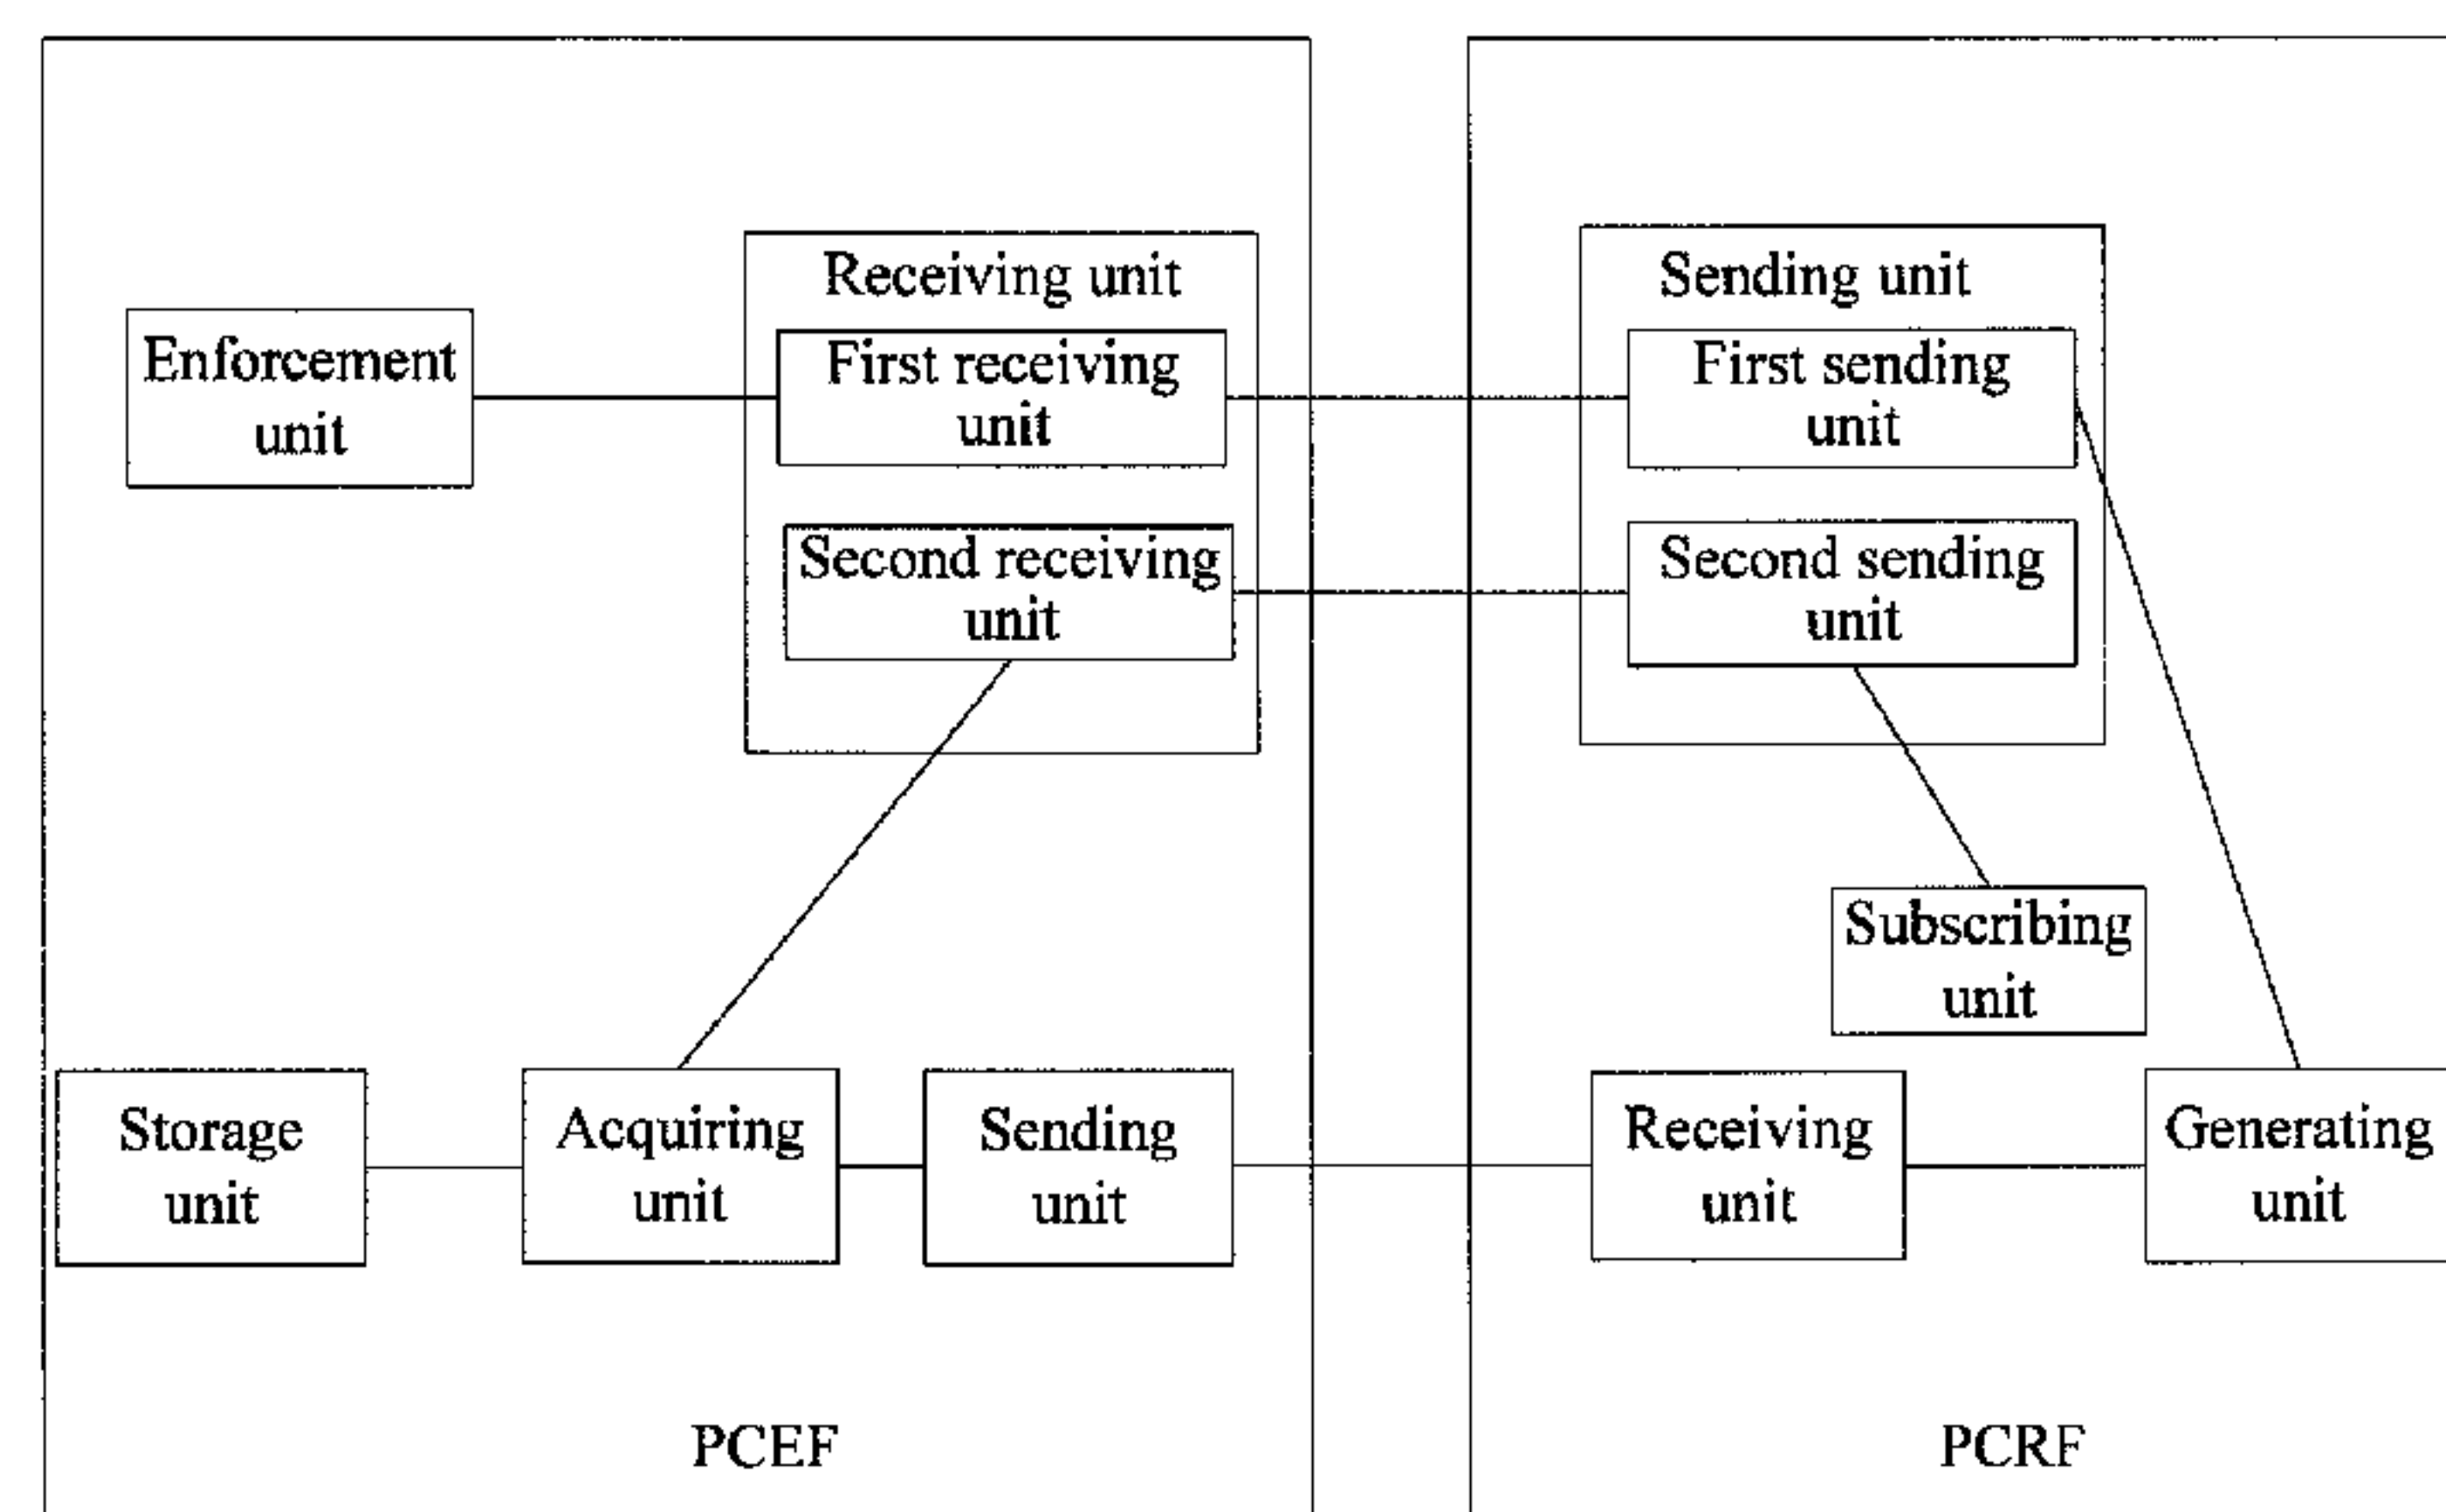 Receiving unit
Enforcement
unit
First receiving
unit
Second receiving
unit
Storage
unit
Acquiring
unit
Sending
unit
PCEF
Sending unit
First sending
unit
Second sending
unit
Subscribing
unit
Receiving
unit
Generating
unit
PCRF